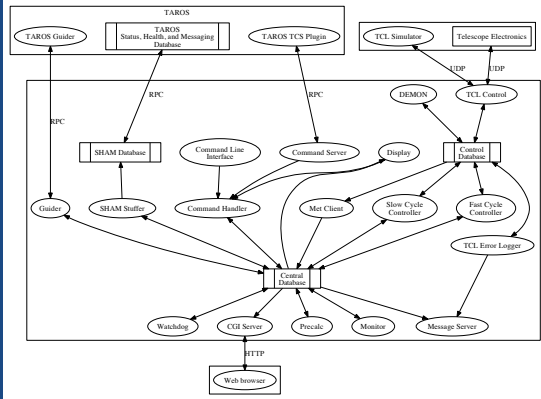 TAROS
TAROS Guider
TAROS
Status, Health, and Messaging
Database
TAROS TCS Plugin
TCL Simulator
Telescope Electronics
UDP
UDP
RPC
RPC
RPC
DEMON
TCL Control
SHAM Database
Command Line
Interface
Command Server
Display
Control
Database
Guider
SHAM Stuffer
Command Handler
Met Client
Slow Cycle
Controller
Fast Cycle
Controller
TCL Error Logger
Central
Database
Watchdog
CGI Server
Precalc
Monitor
Message Server
HTTP
Web browser